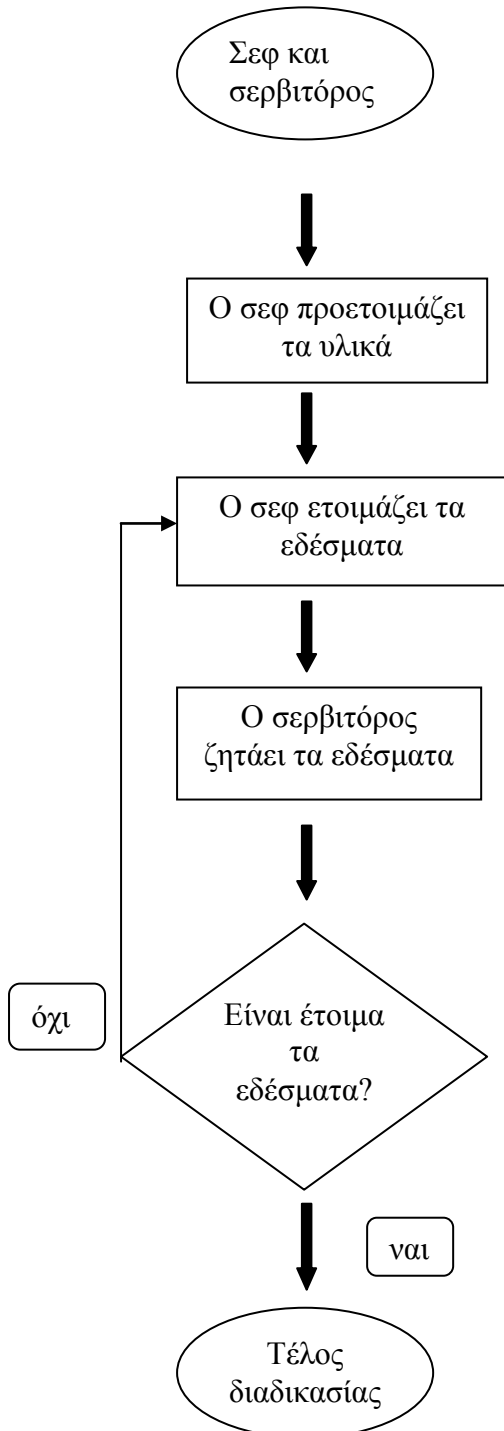 Σεφ και
σερβιτόρος
Ο σεφ προετοιμάζει
τα υλικά
Ο σεφ ετοιμάζει τα
εδέσματα
Ο σερβιτόρος
ζητάει τα εδέσματα
Είναι έτοιμα
τα
εδέσματα?
όχι
ναι
Τέλος
διαδικασίας